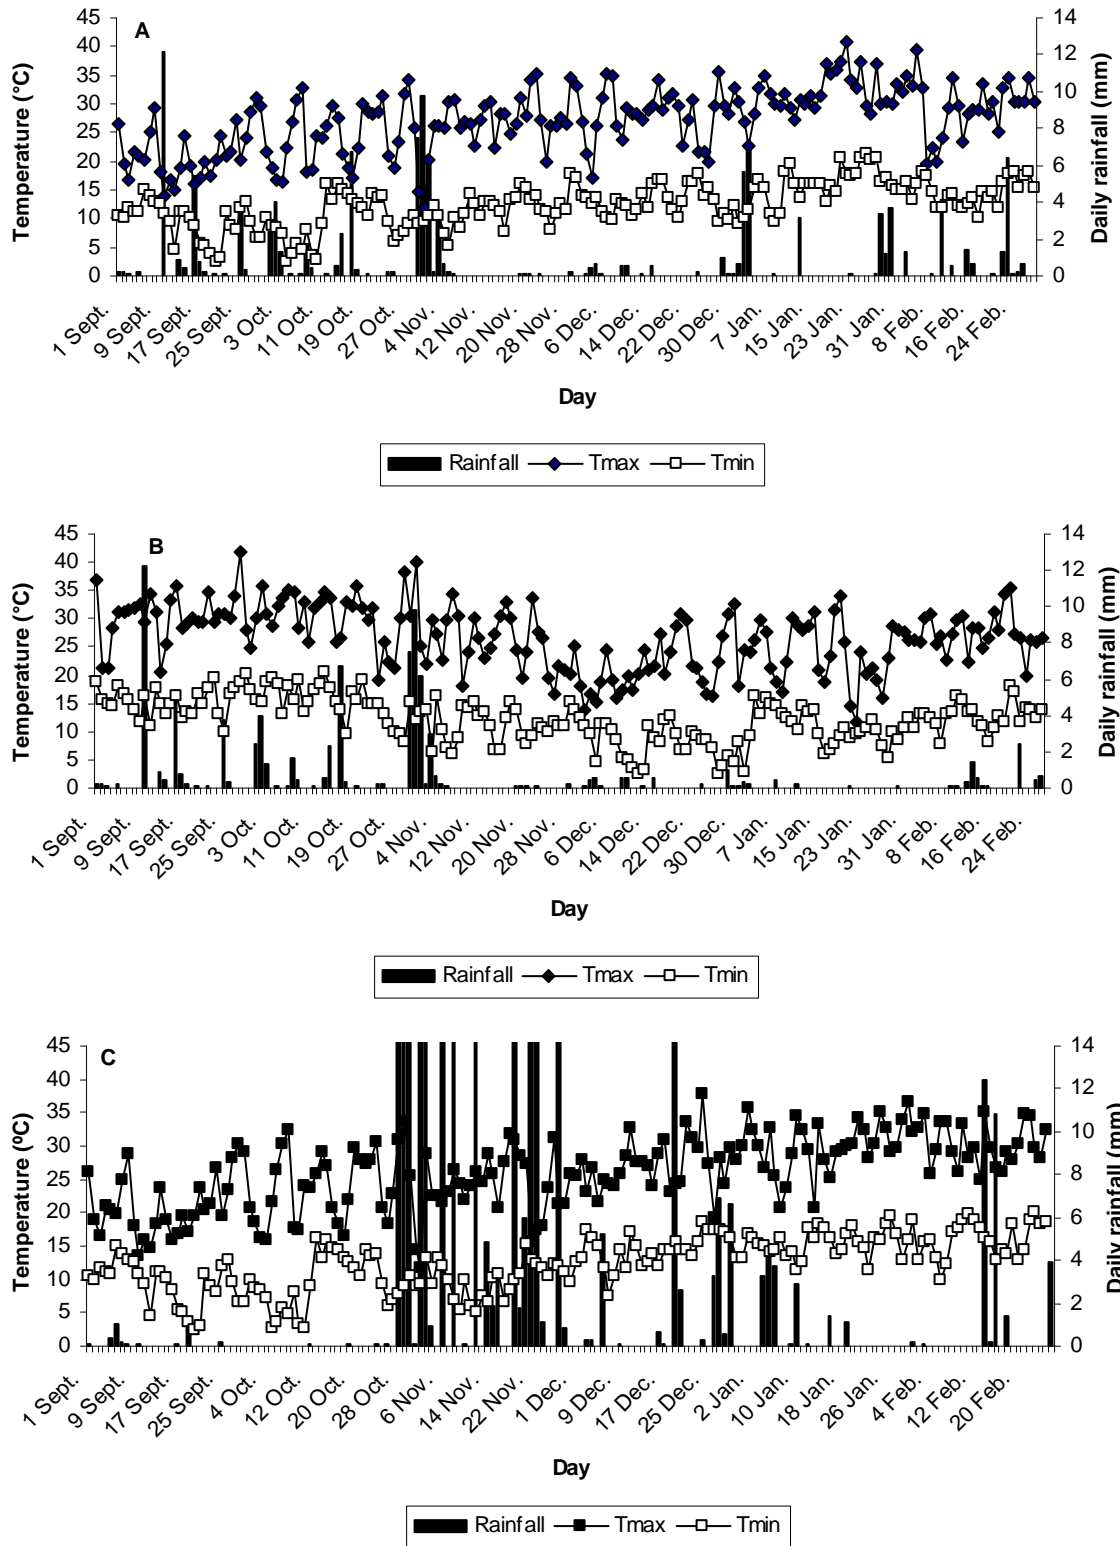 A
Temperature (°C)
45
40
35
30
25
20
15
10
5
0
14
12
10
8
6
4
2
0
Daily rainfall (mm)
1 Sept.
9 Sept.
17 Sept.
25 Sept.
3 Oct.
11 Oct.
19 Oct.
27 Oct.
4 Nov.
12 Nov.
20 Nov.
28 Nov.
6 Dec.
14 Dec.
22 Dec.
30 Dec.
7 Jan.
15 Jan.
23 Jan.
31 Jan.
8 Feb.
16 Feb.
24 Feb.
Day
Rainfall Tmax Tmin
B
Temperature (°C)
45
40
35
30
25
20
15
10
5
0
14
12
10
8
6
4
2
0
Daily rainfall (mm)
1 Sept.
9 Sept.
17 Sept.
25 Sept.
3 Oct.
11 Oct.
19 Oct.
27 Oct.
4 Nov.
12 Nov.
20 Nov.
28 Nov.
6 Dec.
14 Dec.
22 Dec.
30 Dec.
7 Jan.
15 Jan.
23 Jan.
31 Jan.
8 Feb.
16 Feb.
24 Feb.
Day
Rainfall Tmax Tmin
C
Temperature (ºC)
45
40
35
30
25
20
15
10
5
0
14
12
10
8
6
4
2
0
Daily rainfall (mm)
1 Sept.
9 Sept.
17 Sept.
25 Sept.
4 Oct.
12 Oct.
20 Oct.
28 Oct.
6 Nov.
14 Nov.
22 Nov.
1 Dec.
9 Dec.
17 Dec.
25 Dec.
2 Jan.
10 Jan.
18 Jan.
26 Jan.
4 Feb.
12 Feb.
20 Feb.
Day
Rainfall Tmax Tmin